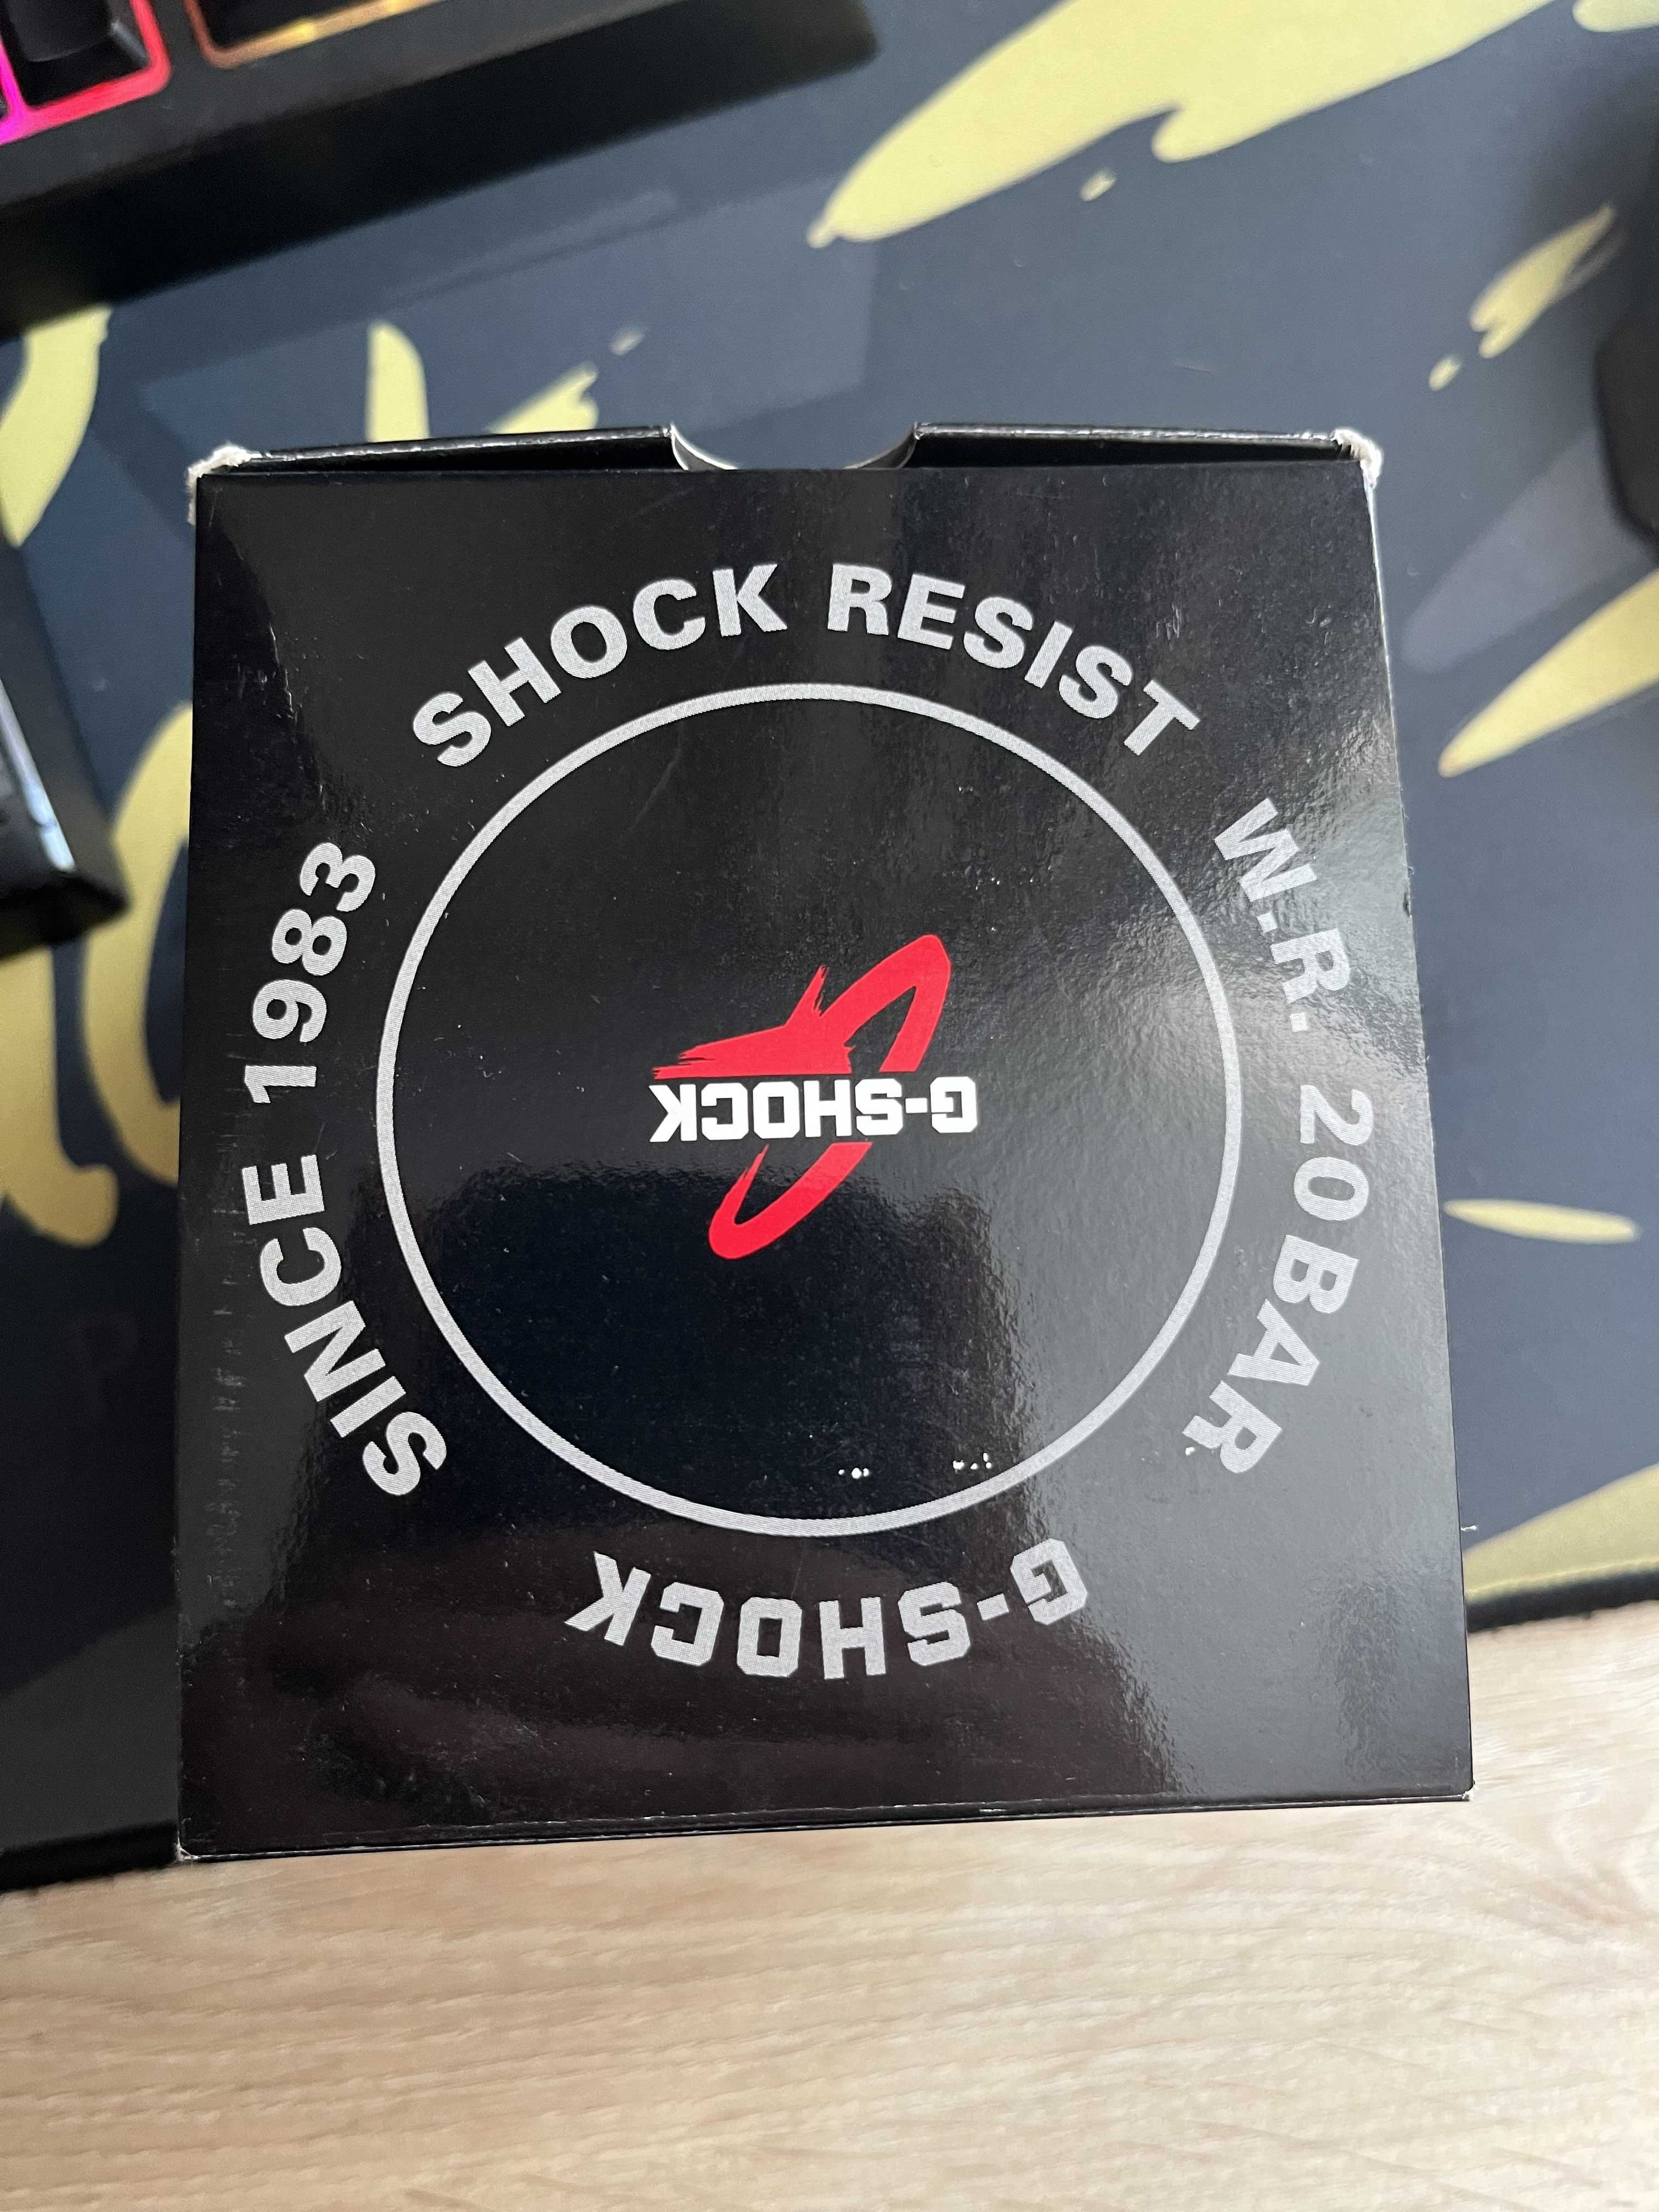 SHOCK RESIST
W.R. 20BAR
G-SHOCK
SINCE 1983
G-SHOCK